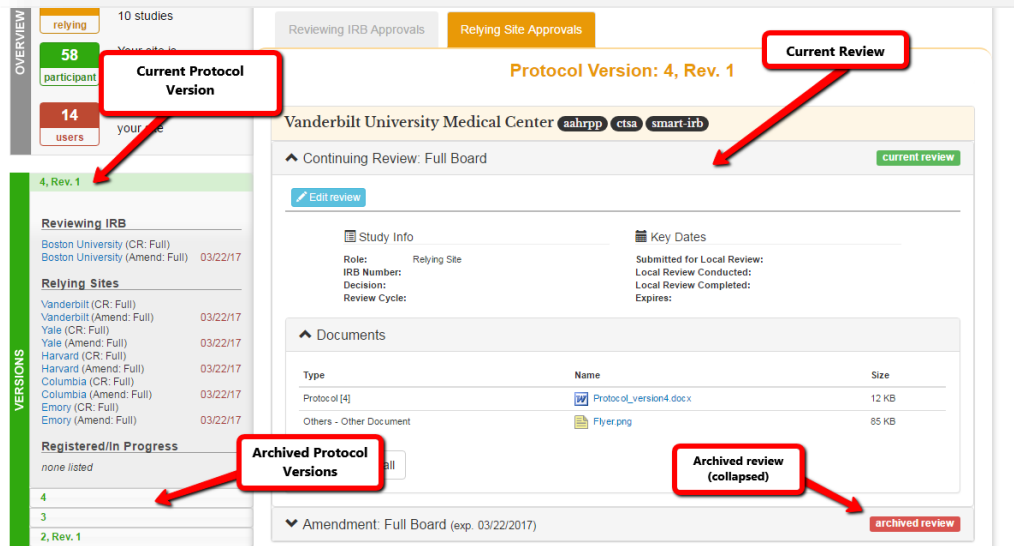 OVERVIEW
relying
10 studies
58
participant
Your site is
14
users
your site
Current Protocol
Version
VERSIONS
4, Rev. 1
Reviewing IRB
Boston University (CR: Full)
Boston University (Amend: Full) 03/22/17
Relying Sites
Vanderbilt (CR: Full)
Vanderbilt (Amend: Full) 03/22/17
Yale (CR: Full)
Yale (Amend: Full) 03/22/17
Harvard (CR: Full)
Harvard (Amend: Full) 03/22/17
Columbia (CR: Full)
Columbia (Amend: Full) 03/22/17
Emory (CR: Full)
Emory (Amend: Full) 03/22/17
Registered/In Progress
none listed
4
3
2, Rev. 1
Archived Protocol
Versions
Reviewing IRB Approvals
Relying Site Approvals
Current Review
Protocol Version: 4, Rev. 1
Vanderbilt University Medical Center aahrpp ctsa smart-irb
Continuing Review: Full Board current review
Edit review
Study Info
Role: Relying Site
IRB Number:
Decision:
Review Cycle:
Key Dates
Submitted for Local Review:
Local Review Conducted:
Local Review Completed:
Expires:
Documents
Type Name Size
Protocol [4] Protocol_version4.docx 12 KB
Others - Other Document Flyer.png 85 KB
all
Archived review
(collapsed)
Amendment: Full Board (exp. 03/22/2017) archived review